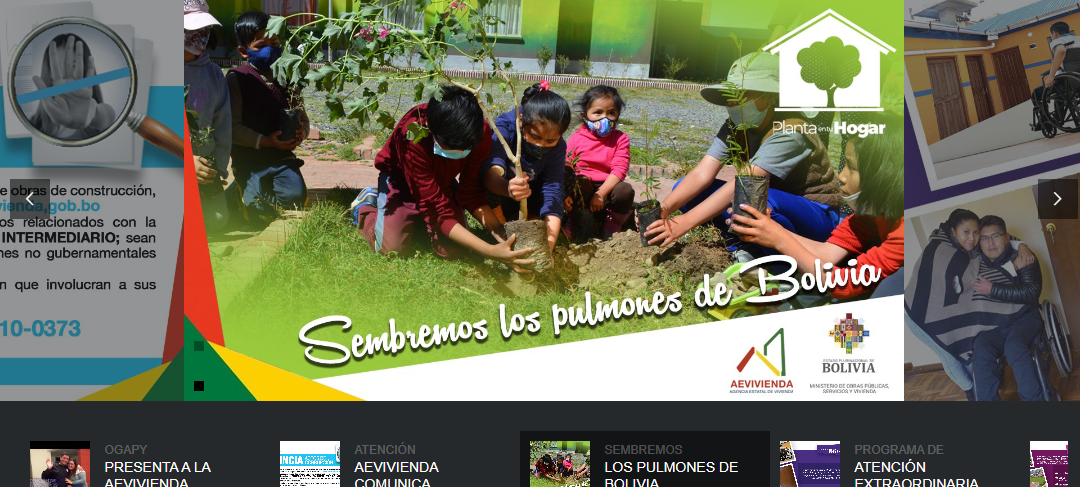 e obras de construcción,
vienda.gob.bo
os relacionados con la
INTERMEDIARIO; sean
nes no gubernamentales
n que involucran a sus
10-0373
Planta en tu Hogar
Sembremos los pulmones de Bolivia
AEVIVIENDA
AGENCIA ESTATAL DE VIVIENDA
ESTADO PLURINACIONAL DE
BOLIVIA
MINISTERIO DE OBRAS PÚBLICAS,
SERVICIOS Y VIVIENDA
OGAPY
PRESENTA A LA
AEVIVIENDA
ATENCIÓN
AEVIVIENDA
COMUNICA
SEMBREMOS
LOS PULMONES DE
BOLIVIA
PROGRAMA DE
ATENCIÓN
EXTRAORDINARIA